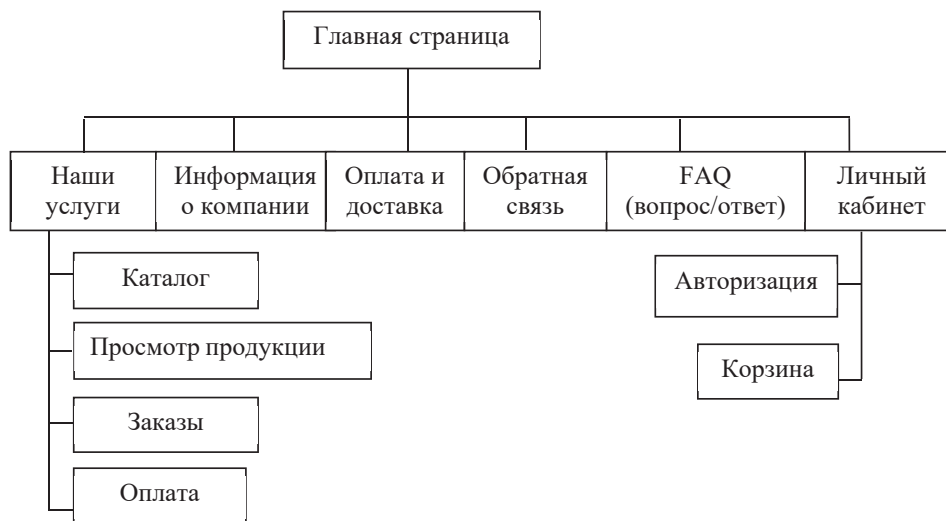 Главная страница
Наши
услуги
Информация
о компании
Оплата и
доставка
Обратная
связь
FAQ
(вопрос/ответ)
Личный
кабинет
Каталог
Просмотр продукции
Заказы
Оплата
Авторизация
Корзина